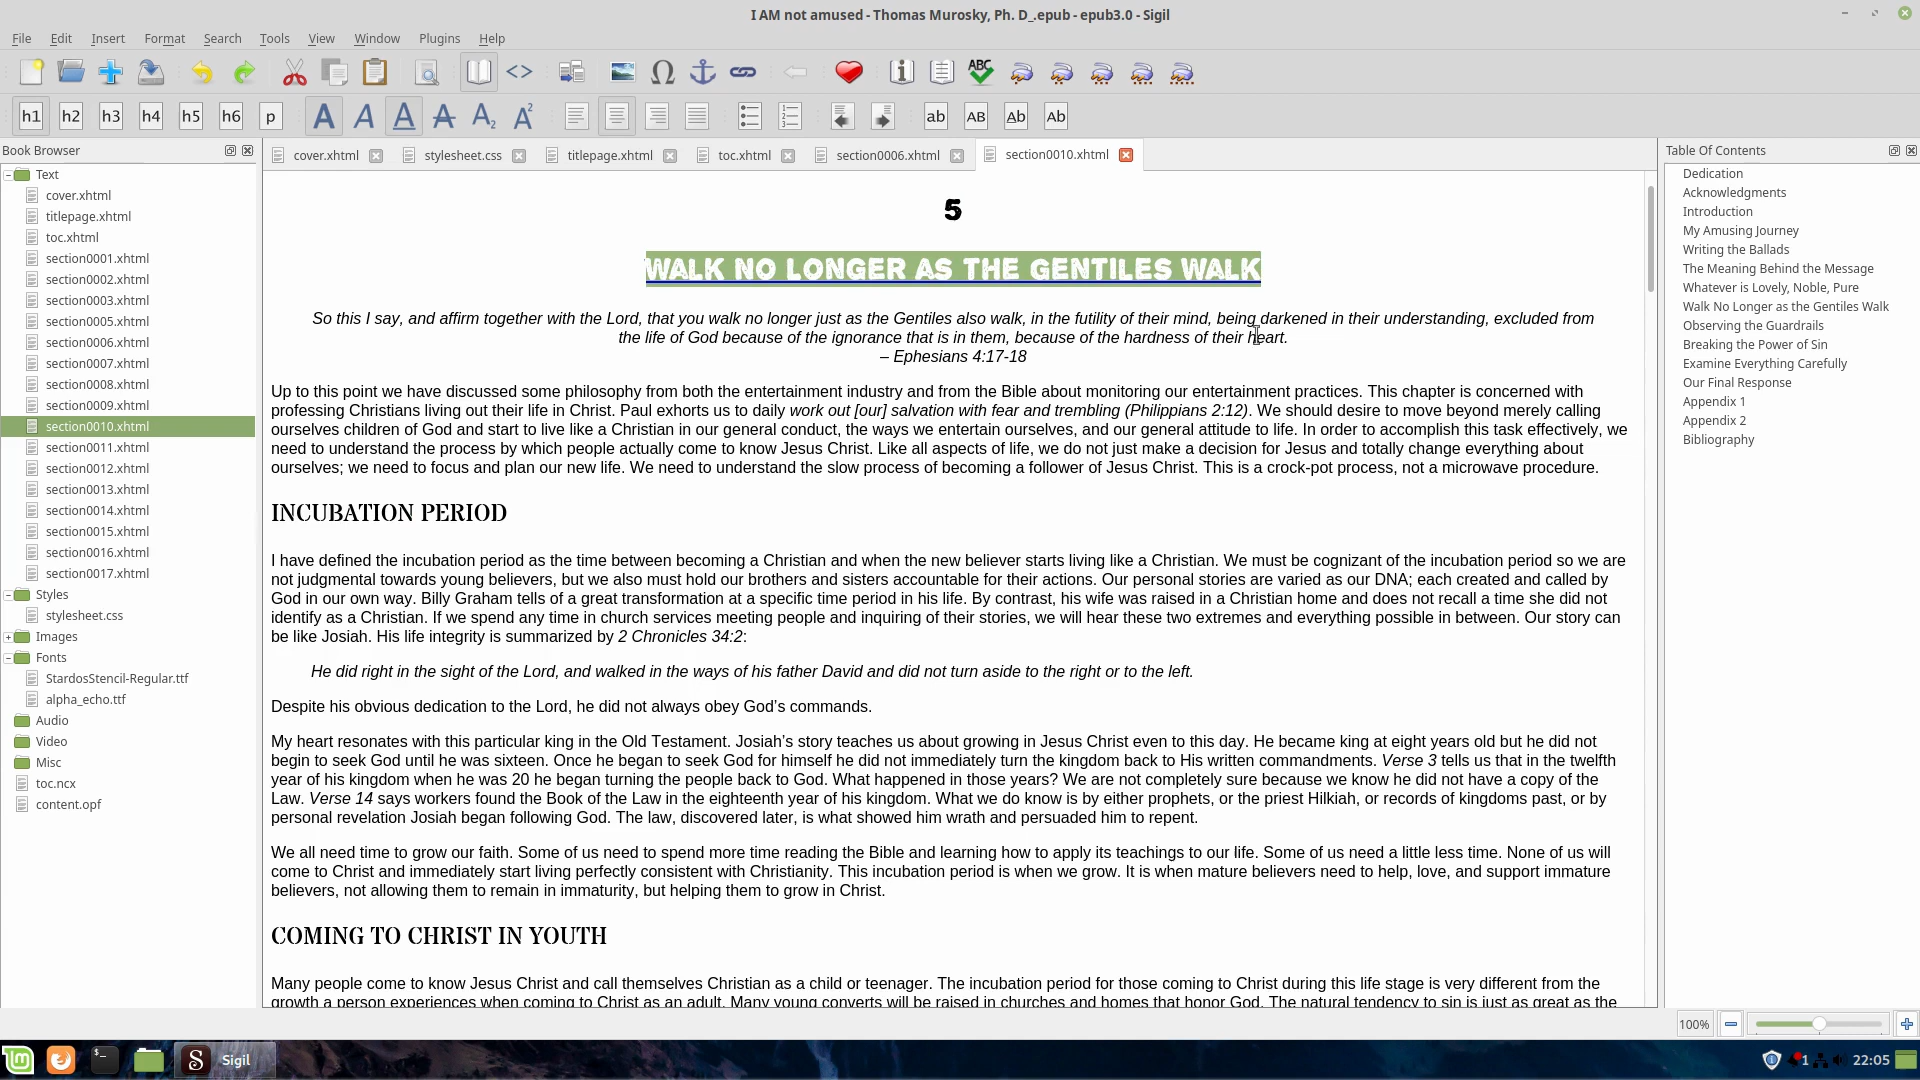 I AM not amused - Thomas Murosky, Ph. D_.epub - epub3.0 - Sigil
File Edit Insert Format Search Tools View Window Plugins Help
ABC
h1 h2 h3 h4 h5 h6 p A A A A A2 A2 ab AB Ab Ab
Book Browser
Text
cover.xhtml
titlepage.xhtml
toc.xhtml
section0001.xhtml
section0002.xhtml
section0003.xhtml
section0005.xhtml
section0006.xhtml
section0007.xhtml
section0008.xhtml
section0009.xhtml
section0010.xhtml
section0011.xhtml
section0012.xhtml
section0013.xhtml
section0014.xhtml
section0015.xhtml
section0016.xhtml
section0017.xhtml
Styles
stylesheet.css
Images
Fonts
StardosStencil-Regular.ttf
alpha_echo.ttf
Audio
Video
Misc
toc.ncx
content.opf
cover.xhtml stylesheet.css titlepage.xhtml toc.xhtml section0006.xhtml section0010.xhtml
5
WALK NO LONGER AS THE GENTILES WALK
So this I say, and affirm together with the Lord, that you walk no longer just as the Gentiles also walk, in the futility of their mind, being darkened in their understanding, excluded from
the life of God because of the ignorance that is in them, because of the hardness of their heart.
– Ephesians 4:17-18
Up to this point we have discussed some philosophy from both the entertainment industry and from the Bible about monitoring our entertainment practices. This chapter is concerned with
professing Christians living out their life in Christ. Paul exhorts us to daily work out [our] salvation with fear and trembling (Philippians 2:12). We should desire to move beyond merely calling
ourselves children of God and start to live like a Christian in our general conduct, the ways we entertain ourselves, and our general attitude to life. In order to accomplish this task effectively, we
need to understand the process by which people actually come to know Jesus Christ. Like all aspects of life, we do not just make a decision for Jesus and totally change everything about
ourselves; we need to focus and plan our new life. We need to understand the slow process of becoming a follower of Jesus Christ. This is a crock-pot process, not a microwave procedure.
INCUBATION PERIOD
I have defined the incubation period as the time between becoming a Christian and when the new believer starts living like a Christian. We must be cognizant of the incubation period so we are
not judgmental towards young believers, but we also must hold our brothers and sisters accountable for their actions. Our personal stories are varied as our DNA; each created and called by
God in our own way. Billy Graham tells of a great transformation at a specific time period in his life. By contrast, his wife was raised in a Christian home and does not recall a time she did not
identify as a Christian. If we spend any time in church services meeting people and inquiring of their stories, we will hear these two extremes and everything possible in between. Our story can
be like Josiah. His life integrity is summarized by 2 Chronicles 34:2:
He did right in the sight of the Lord, and walked in the ways of his father David and did not turn aside to the right or to the left.
Despite his obvious dedication to the Lord, he did not always obey God’s commands.
My heart resonates with this particular king in the Old Testament. Josiah’s story teaches us about growing in Jesus Christ even to this day. He became king at eight years old but he did not
begin to seek God until he was sixteen. Once he began to seek God for himself he did not immediately turn the kingdom back to His written commandments. Verse 3 tells us that in the twelfth
year of his kingdom when he was 20 he began turning the people back to God. What happened in those years? We are not completely sure because we know he did not have a copy of the
Law. Verse 14 says workers found the Book of the Law in the eighteenth year of his kingdom. What we do know is by either prophets, or the priest Hilkiah, or records of kingdoms past, or by
personal revelation Josiah began following God. The law, discovered later, is what showed him wrath and persuaded him to repent.
We all need time to grow our faith. Some of us need to spend more time reading the Bible and learning how to apply its teachings to our life. Some of us need a little less time. None of us will
come to Christ and immediately start living perfectly consistent with Christianity. This incubation period is when we grow. It is when mature believers need to help, love, and support immature
believers, not allowing them to remain in immaturity, but helping them to grow in Christ.
COMING TO CHRIST IN YOUTH
Many people come to know Jesus Christ and call themselves Christian as a child or teenager. The incubation period for those coming to Christ during this life stage is very different from the
growth a person experiences when coming to Christ as an adult. Many young converts will be raised in churches and homes that honor God. The natural tendency to sin is just as great as the
Table Of Contents
Dedication
Acknowledgments
Introduction
My Amusing Journey
Writing the Ballads
The Meaning Behind the Message
Whatever is Lovely, Noble, Pure
Walk No Longer as the Gentiles Walk
Observing the Guardrails
Breaking the Power of Sin
Examine Everything Carefully
Our Final Response
Appendix 1
Appendix 2
Bibliography
100%
Sigil
1
22:05